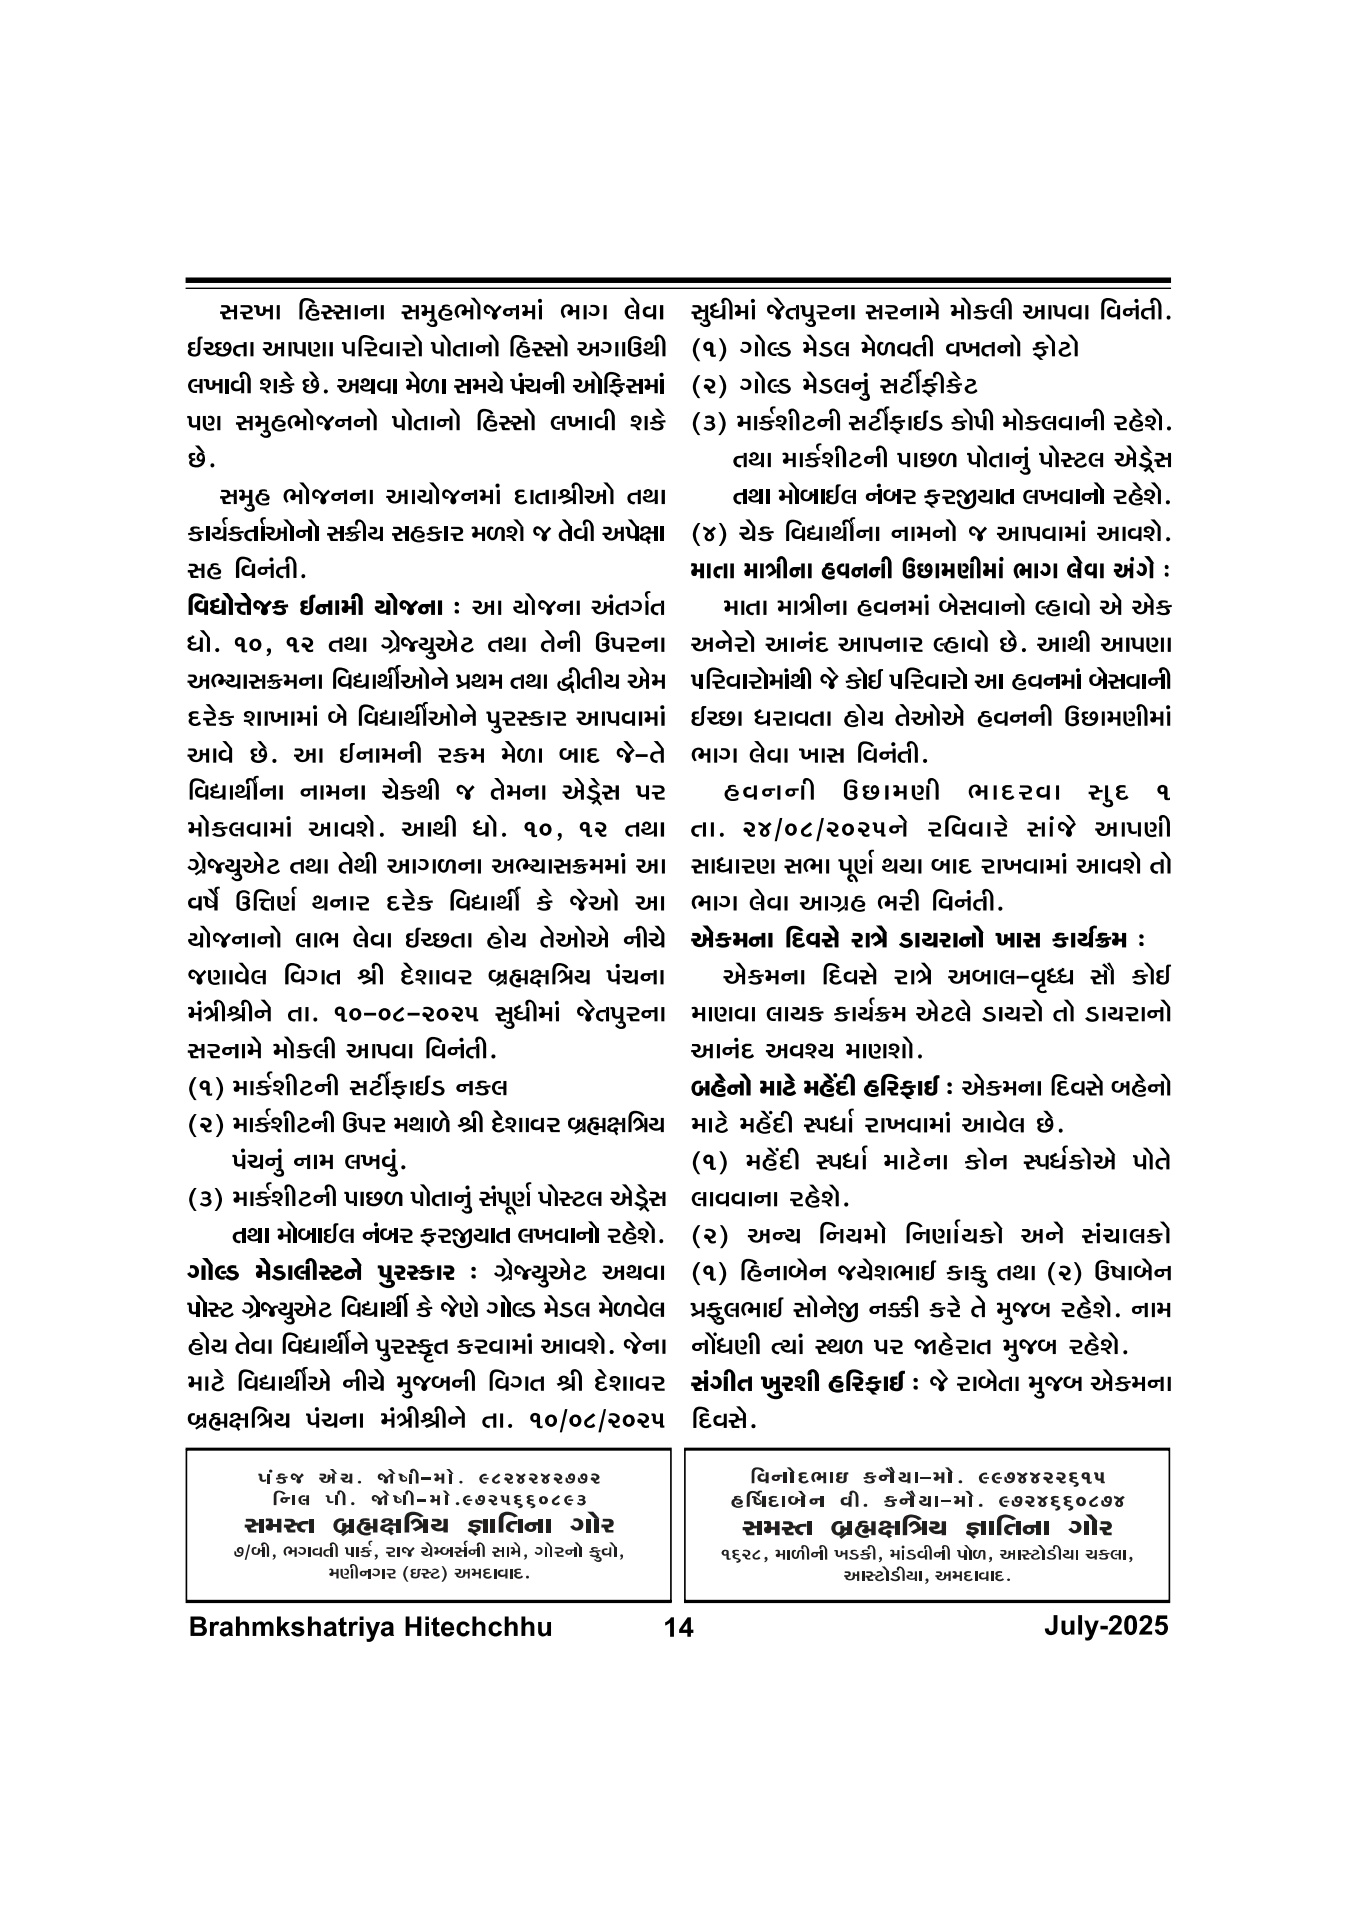 સરખા હિસ્સાના સમુહભોજનમાં ભાગ લેવા
ઈચ્છતા આપણા પરિવારો પોતાનો હિસ્સો અગાઉથી
લખાવી શકે છે. અથવા મેળા સમયે પંચની ઓફિસમાં
પણ સમુહભોજનનો પોતાનો હિસ્સો લખાવી શકે
છે.
સમુહ ભોજનના આયોજનમાં દાતાશ્રીઓ તથા
કાર્યકર્તાઓનો સક્રીય સહકાર મળશે જ તેવી અપેક્ષા
સહ વિનંતી.
વિદ્યોત્તેજક ઈનામી યોજના : આ યોજના અંતર્ગત
ધો. ૧૦, ૧૨ તથા ગ્રેજ્યુએટ તથા તેની ઉપરના
અભ્યાસક્રમના વિદ્યાર્થીઓને પ્રથમ તથા દ્વીતીય એમ
દરેક શાખામાં બે વિદ્યાર્થીઓને પુરસ્કાર આપવામાં
આવે છે. આ ઈનામની રકમ મેળા બાદ જે-તે
વિદ્યાર્થીના નામના ચેકથી જ તેમના એડ્રેસ પર
મોકલવામાં આવશે. આથી ધો. ૧૦, ૧૨ તથા
ગ્રેજ્યુએટ તથા તેથી આગળના અભ્યાસક્રમમાં આ
વર્ષે ઉત્તિર્ણ થનાર દરેક વિદ્યાર્થી કે જેઓ આ
યોજનાનો લાભ લેવા ઈચ્છતા હોય તેઓએ નીચે
જણાવેલ વિગત શ્રી દેશાવર બ્રહ્મક્ષત્રિય પંચના
મંત્રીશ્રીને તા. ૧૦-૦૮-૨૦૨૫ સુધીમાં જેતપુરના
સરનામે મોકલી આપવા વિનંતી.
(૧) માર્કશીટની સર્ટીફાઈડ નકલ
(૨) માર્કશીટની ઉપર મથાળે શ્રી દેશાવર બ્રહ્મક્ષત્રિય
પંચનું નામ લખવું.
(૩) માર્કશીટની પાછળ પોતાનું સંપૂર્ણ પોસ્ટલ એડ્રેસ
તથા મોબાઈલ નંબર ફરજીયાત લખવાનો રહેશે.
ગોલ્ડ મેડાલીસ્ટને પુરસ્કાર : ગ્રેજ્યુએટ અથવા
પોસ્ટ ગ્રેજ્યુએટ વિદ્યાર્થી કે જેણે ગોલ્ડ મેડલ મેળવેલ
હોય તેવા વિદ્યાર્થીને પુરસ્કૃત કરવામાં આવશે. જેના
માટે વિદ્યાર્થીએ નીચે મુજબની વિગત શ્રી દેશાવર
બ્રહ્મક્ષત્રિય પંચના મંત્રીશ્રીને તા. ૧૦/૦૮/૨૦૨૫
સુધીમાં જેતપુરના સરનામે મોકલી આપવા વિનંતી.
(૧) ગોલ્ડ મેડલ મેળવતી વખતનો ફોટો
(૨) ગોલ્ડ મેડલનું સર્ટીફીકેટ
(૩) માર્કશીટની સર્ટીફાઈડ કોપી મોકલવાની રહેશે.
તથા માર્કશીટની પાછળ પોતાનું પોસ્ટલ એડ્રેસ
તથા મોબાઈલ નંબર ફરજીયાત લખવાનો રહેશે.
(૪) ચેક વિદ્યાર્થીના નામનો જ આપવામાં આવશે.
માતા માત્રીના હવનની ઉછામણીમાં ભાગ લેવા અંગે :
માતા માત્રીના હવનમાં બેસવાનો લ્હાવો એ એક
અનેરો આનંદ આપનાર લ્હાવો છે. આથી આપણા
પરિવારોમાંથી જે કોઈ પરિવારો આ હવનમાં બેસવાની
ઈચ્છા ધરાવતા હોય તેઓએ હવનની ઉછામણીમાં
ભાગ લેવા ખાસ વિનંતી.
હવનની ઉછામણી ભાદરવા સુદ ૧
તા. ૨૪/૦૮/૨૦૨૫ને રવિવારે સાંજે આપણી
સાધારણ સભા પૂર્ણ થયા બાદ રાખવામાં આવશે તો
ભાગ લેવા આગ્રહ ભરી વિનંતી.
એકમના દિવસે રાત્રે ડાયરાનો ખાસ કાર્યક્રમ :
એકમના દિવસે રાત્રે અબાલ-વૃધ્ધ સૌ કોઈ
માણવા લાયક કાર્યક્રમ એટલે ડાયરો તો ડાયરાનો
આનંદ અવશ્ય માણશો.
બહેનો માટે મહેંદી હરિફાઈ : એકમના દિવસે બહેનો
માટે મહેંદી સ્પર્ધા રાખવામાં આવેલ છે.
(૧) મહેંદી સ્પર્ધા માટેના કોન સ્પર્ધકોએ પોતે
લાવવાના રહેશે.
(૨) અન્ય નિયમો નિર્ણાયકો અને સંચાલકો
(૧) હિનાબેન જયેશભાઈ કાકુ તથા (૨) ઉષાબેન
પ્રફુલભાઈ સોનેજી નક્કી કરે તે મુજબ રહેશે. નામ
નોંધણી ત્યાં સ્થળ પર જાહેરાત મુજબ રહેશે.
સંગીત ખુરશી હરિફાઈ : જે રાબેતા મુજબ એકમના
દિવસે.
પંકજ એચ. જોષી-મો. ૯૮૨૪૨૪૨૭૭૨
નિલ પી. જોષી-મો.૯૭૨૫૬૬૦૮૯૩
સમસ્ત બ્રહ્મક્ષત્રિય જ્ઞાતિના ગોર
૭/બી, ભગવતી પાર્ક, રાજ ચેમ્બર્સની સામે, ગોરનો કુવો,
મણીનગર (ઇસ્ટ) અમદાવાદ.
વિનોદભાઇ કનૈયા-મો. ૯૯૭૪૪૨૨૬૧૫
હર્ષિદાબેન વી. કનૈયા-મો. ૯૭૨૪૬૬૦૮૭૪
સમસ્ત બ્રહ્મક્ષત્રિય જ્ઞાતિના ગોર
૧૬૨૮, માળીની ખડકી, માંડવીની પોળ, આસ્ટોડીયા ચકલા,
આસ્ટોડીયા, અમદાવાદ.
Brahmkshatriya Hitechchhu 14 July-2025